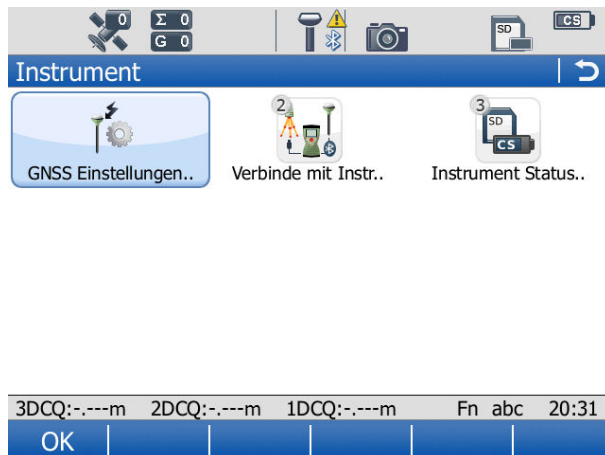 0 Σ 0 SD CS
G 0
Instrument
2 3 SD
CS
GNSS Einstellungen.. Verbinde mit Instr.. Instrument Status..
3DCQ:-.---m 2DCQ:-.---m 1DCQ:-.---m Fn abc 20:31
OK